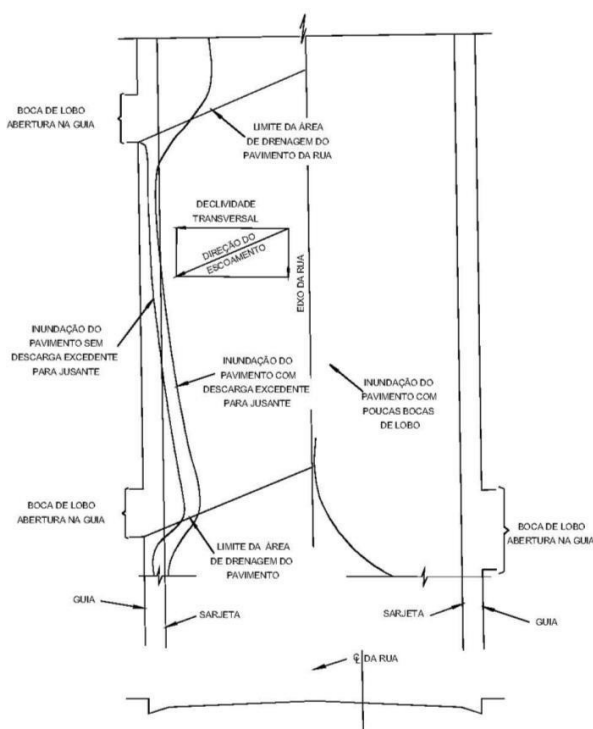 BOCA DE LOBO
ABERTURA NA GUIA
LIMITE DA ÁREA
DE DRENAGEM DO
PAVIMENTO DA RUA
DECLIVIDADE
TRANSVERSAL
DIREÇÃO DO
ESCOAMENTO
EIXO DA RUA
INUNDAÇÃO DO
PAVIMENTO SEM
DESCARGA EXCEDENTE
PARA JUSANTE
INUNDAÇÃO DO
PAVIMENTO COM
DESCARGA EXCEDENTE
PARA JUSANTE
INUNDAÇÃO DO
PAVIMENTO COM
POUCAS BOCAS
DE LOBO
BOCA DE LOBO
ABERTURA NA GUIA
BOCA DE LOBO
ABERTURA NA GUIA
LIMITE DA ÁREA
DE DRENAGEM DO
PAVIMENTO
GUIA
SARJETA
SARJETA
GUIA
℄ DA RUA